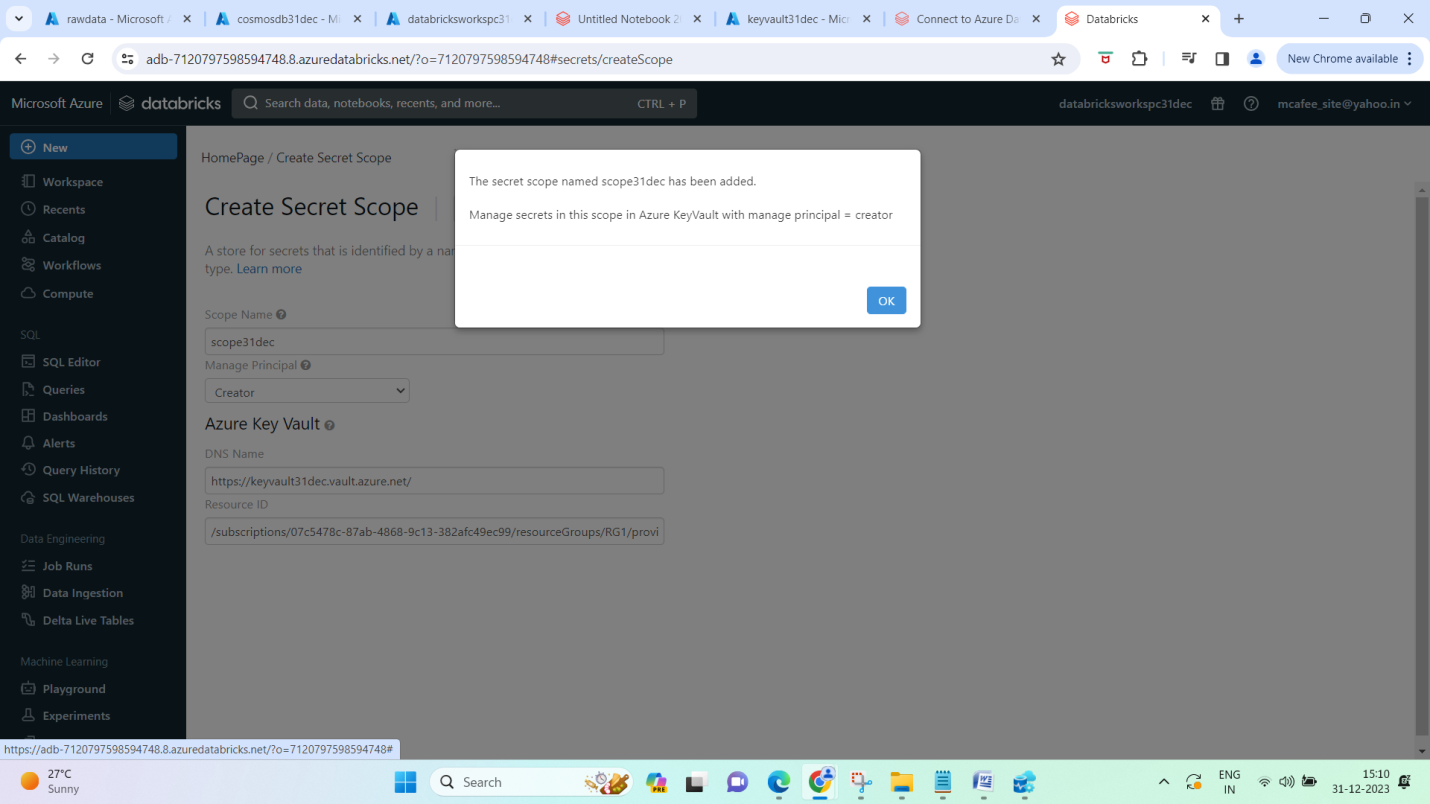 rawdata - Microsoft A
cosmosdb31dec - Mi
databricksworkspc31
Untitled Notebook 2
keyvault31dec - Micr
Connect to Azure Da
Databricks
adb-7120797598594748.8.azuredatabricks.net/?o=7120797598594748#secrets/createScope
New Chrome available
Microsoft Azure
databricks
Search data, notebooks, recents, and more...
CTRL + P
databricksworkspc31dec
mcafee_site@yahoo.in
New
Workspace
Recents
Catalog
Workflows
Compute
SQL
SQL Editor
Queries
Dashboards
Alerts
Query History
SQL Warehouses
Data Engineering
Job Runs
Data Ingestion
Delta Live Tables
Machine Learning
Playground
Experiments
HomePage / Create Secret Scope
Create Secret Scope
A store for secrets that is identified by a nar
type. Learn more
Scope Name
scope31dec
Manage Principal
Creator
Azure Key Vault
DNS Name
https://keyvault31dec.vault.azure.net/
Resource ID
/subscriptions/07c5478c-87ab-4868-9c13-382afc49ec99/resourceGroups/RG1/provi
The secret scope named scope31dec has been added.
Manage secrets in this scope in Azure KeyVault with manage principal = creator
OK
https://adb-7120797598594748.8.azuredatabricks.net/?o=7120797598594748#
27°C
Sunny
Search
PRE
ENG
IN
15:10
31-12-2023